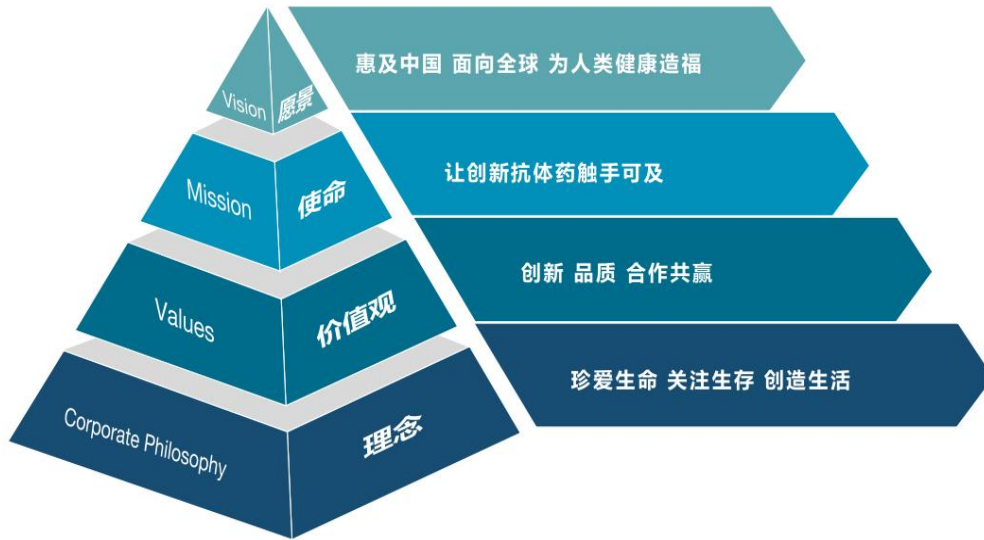 Vision 愿景
惠及中国 面向全球 为人类健康造福
Mission 使命
让创新抗体药触手可及
Values 价值观
创新 品质 合作共赢
Corporate Philosophy 理念
珍爱生命 关注生存 创造生活